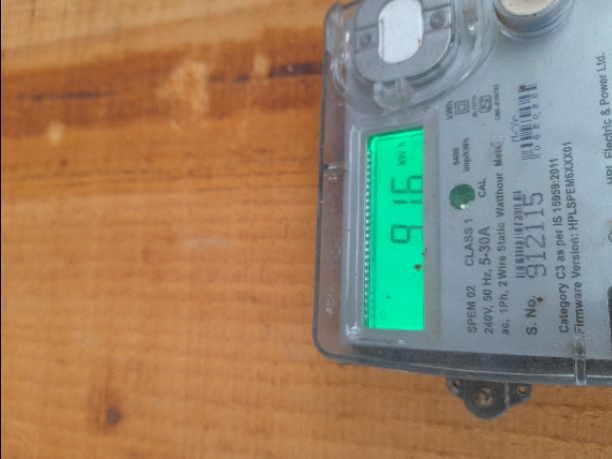 916 kWh
6400
imp/kWh
CAL
SPEM 02 CLASS 1
240V, 50 Hz, 5-30A
ac, 1Ph, 2 Wire Static Watthour Meter
S. No. 912115
Category C3 as per IS 15959:2011
Firmware Version: HPLSPEM6XXX01
HPL Electric & Power Ltd.